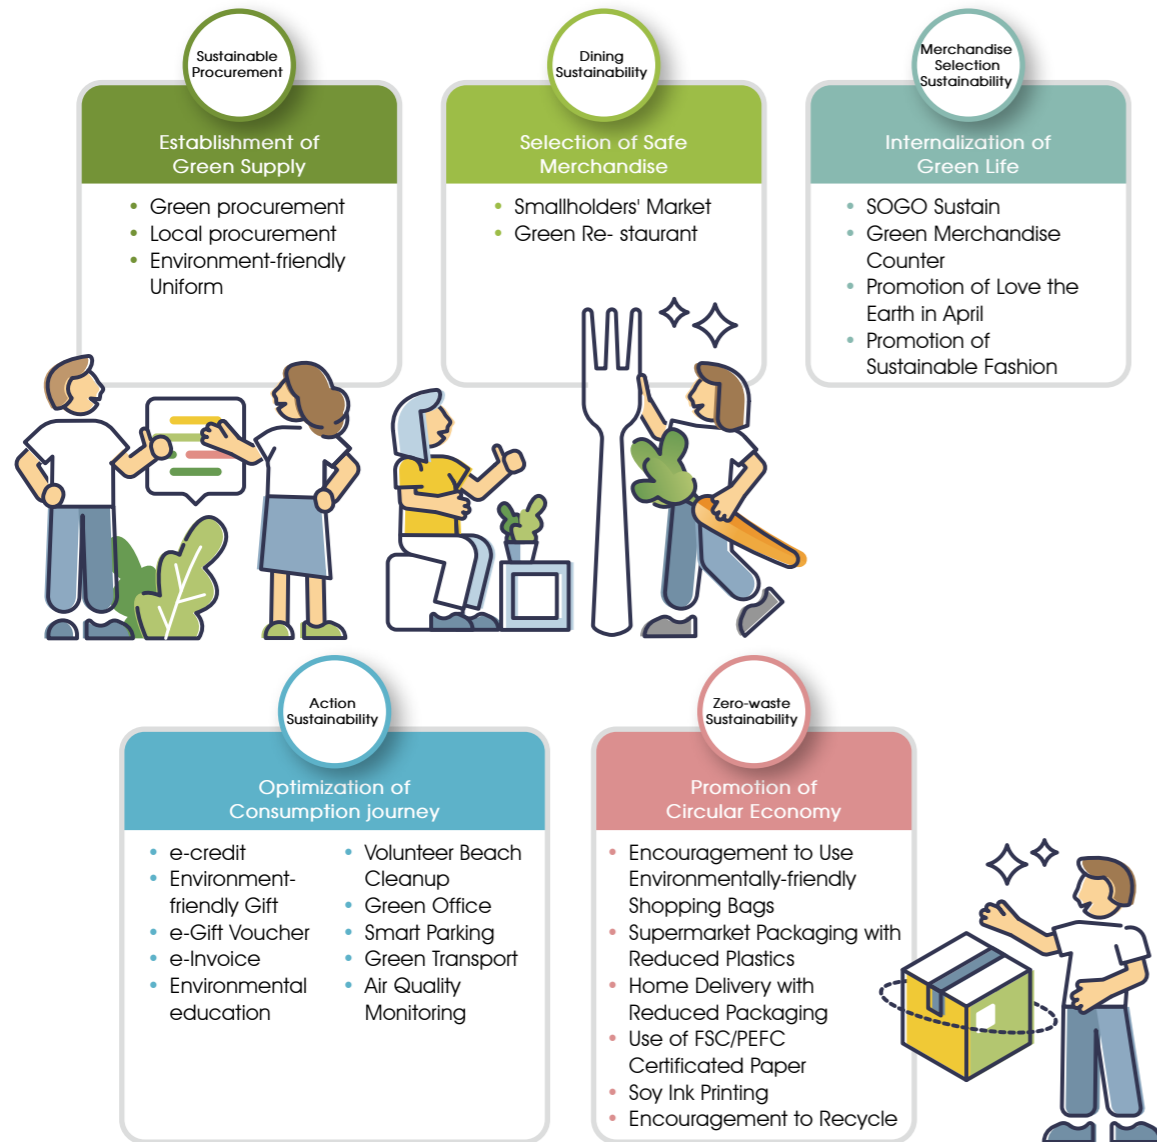 Sustainable
Procurement
Establishment of
Green Supply
• Green procurement
• Local procurement
• Environment-friendly
Uniform
Dining
Sustainability
Selection of Safe
Merchandise
• Smallholders' Market
• Green Re- staurant
Merchandise
Selection
Sustainability
Internalization of
Green Life
• SOGO Sustain
• Green Merchandise
Counter
• Promotion of Love the
Earth in April
• Promotion of
Sustainable Fashion
Action
Sustainability
Optimization of
Consumption journey
• e-credit
• Environment-
friendly Gift
• e-Gift Voucher
• e-Invoice
• Environmental
education
• Volunteer Beach
Cleanup
• Green Office
• Smart Parking
• Green Transport
• Air Quality
Monitoring
Zero-waste
Sustainability
Promotion of
Circular Economy
• Encouragement to Use
Environmentally-friendly
Shopping Bags
• Supermarket Packaging with
Reduced Plastics
• Home Delivery with
Reduced Packaging
• Use of FSC/PEFC
Certificated Paper
• Soy Ink Printing
• Encouragement to Recycle